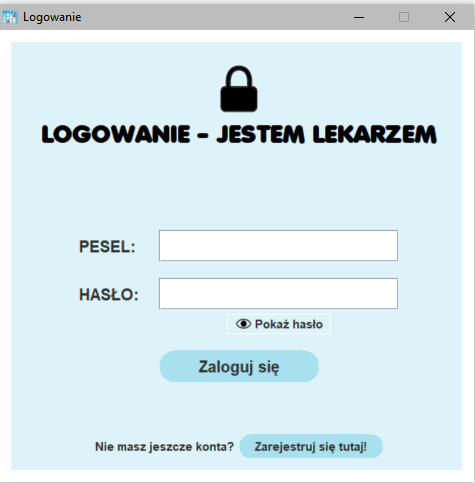 Logowanie
LOGOWANIE - JESTEM LEKARZEM
PESEL:
HASŁO:
Pokaż hasło
Zaloguj się
Nie masz jeszcze konta? Zarejestruj się tutaj!